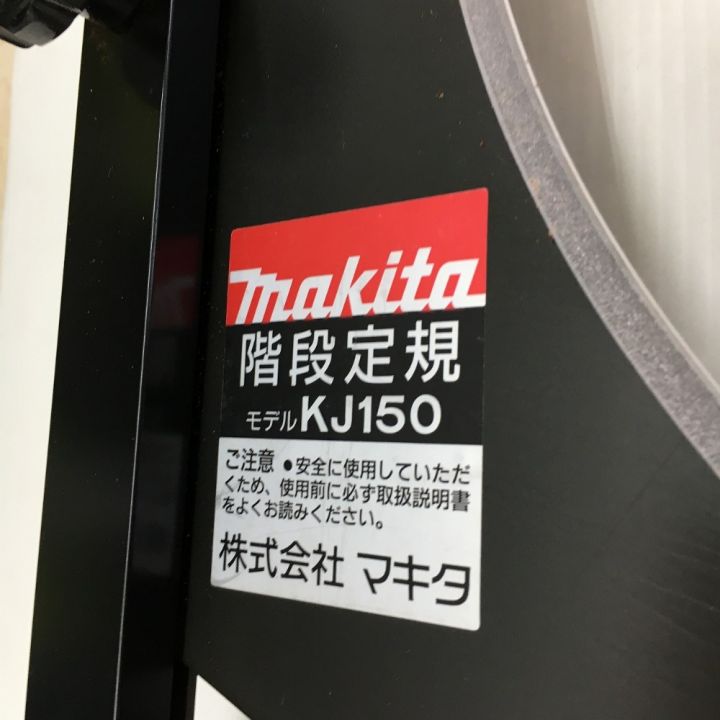 makita
階段定規
モデルKJ150
ご注意 ●安全に使用していただ
くため、使用前に必ず取扱説明書
をよくお読みください。
株式会社 マキタ